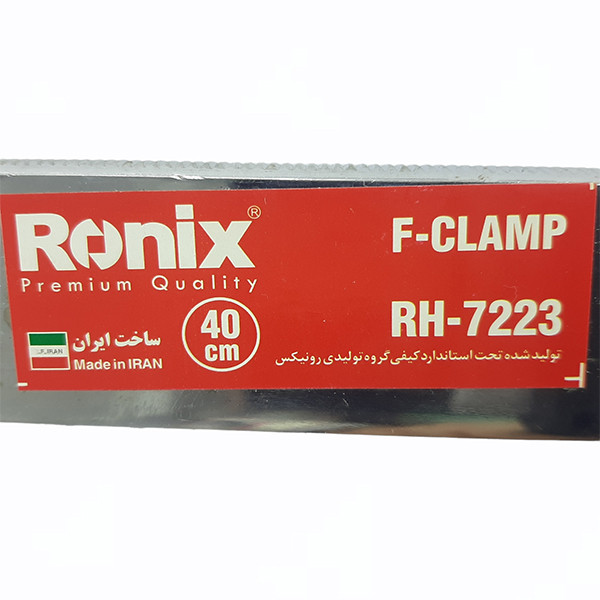 Ronix®
Premium Quality
F-CLAMP
40
cm
RH-7223
ساخت ایران
Made in IRAN
I.R.IRAN
تولید شده تحت استاندارد کیفی گروه تولیدی رونیکس